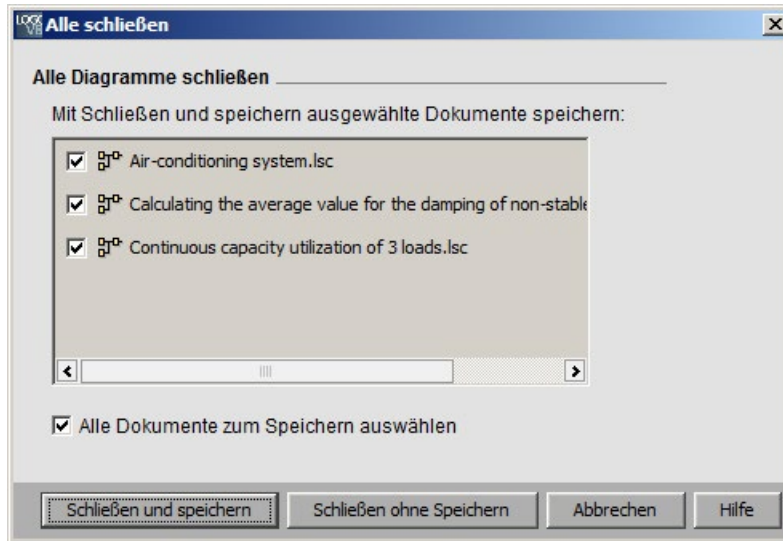 Alle schließen
Alle Diagramme schließen
Mit Schließen und speichern ausgewählte Dokumente speichern:
Air-conditioning system.lsc
Calculating the average value for the damping of non-stable
Continuous capacity utilization of 3 loads.lsc
Alle Dokumente zum Speichern auswählen
Schließen und speichern Schließen ohne Speichern Abbrechen Hilfe